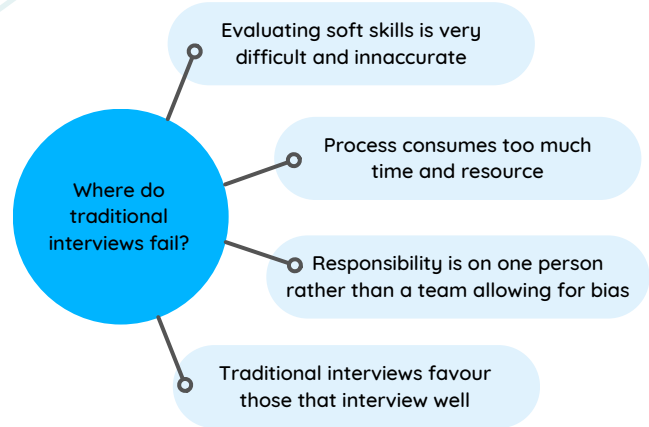 Evaluating soft skills is very
difficult and innaccurate
Process consumes too much
time and resource
Where do
traditional
interviews fail?
Responsibility is on one person
rather than a team allowing for bias
Traditional interviews favour
those that interview well